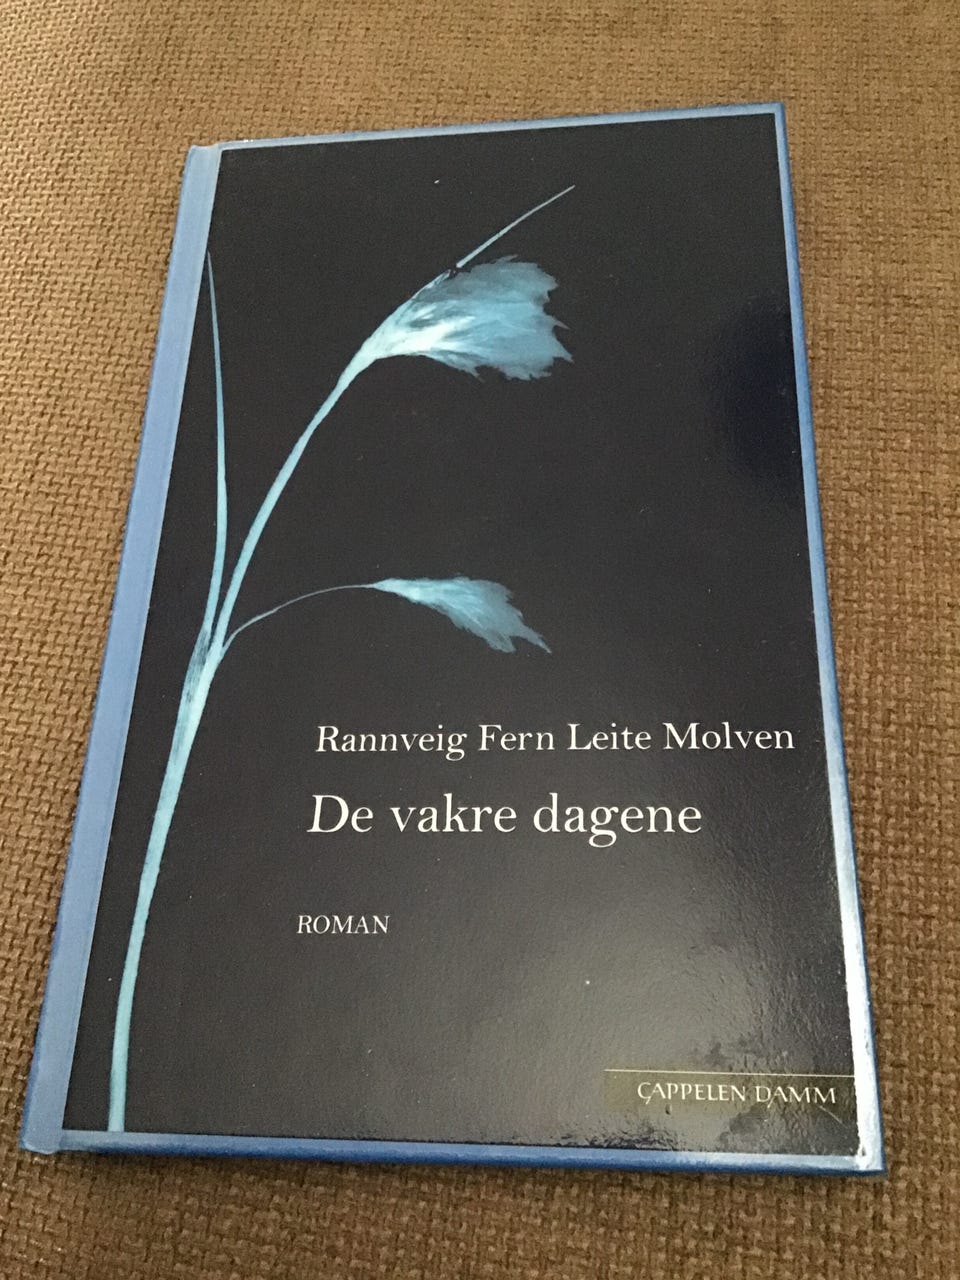 Rannveig Fern Leite Molven
De vakre dagene
ROMAN
CAPPELEN DAMM